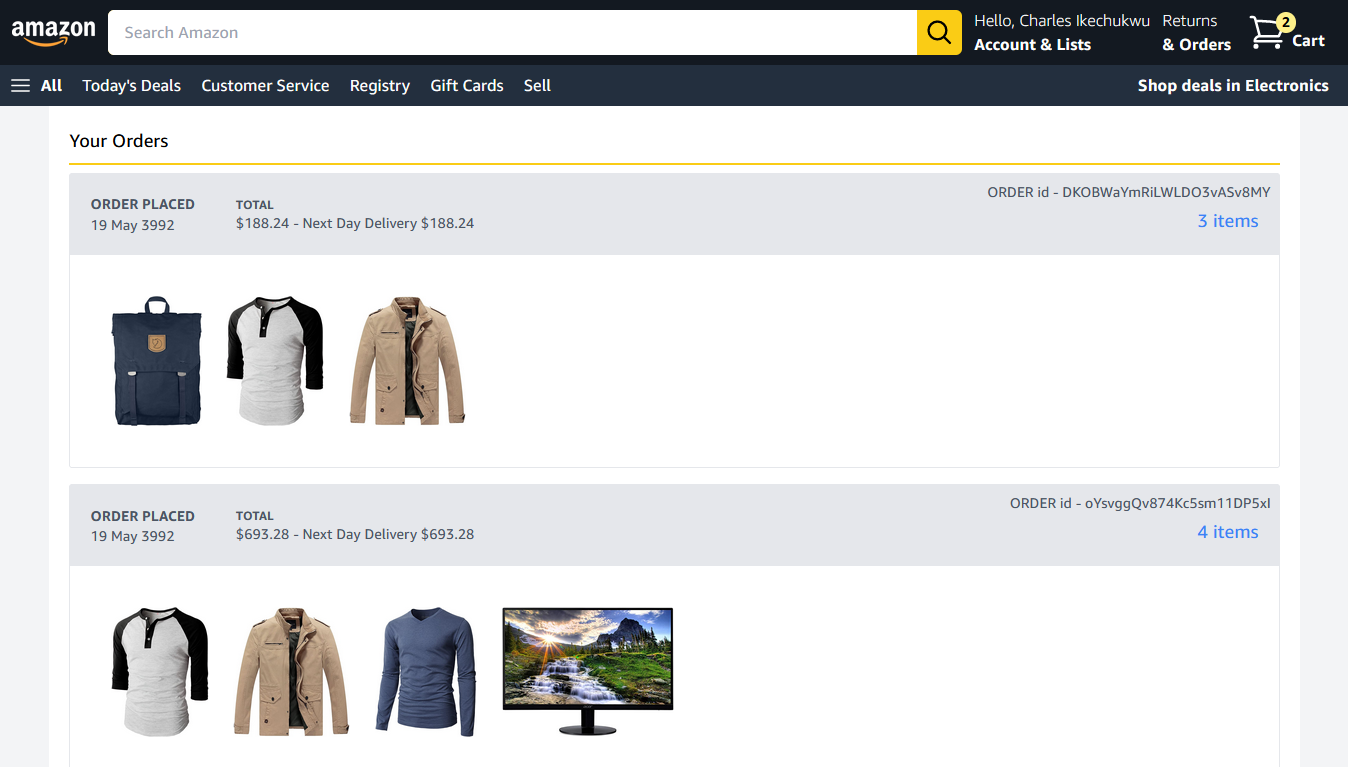 amazon
Search Amazon
Hello, Charles Ikechukwu
Account & Lists
Returns
& Orders
2
Cart
All
Today's Deals
Customer Service
Registry
Gift Cards
Sell
Shop deals in Electronics
Your Orders
ORDER PLACED
19 May 3992
TOTAL
$188.24 - Next Day Delivery $188.24
ORDER id - DKOBWaYmRiLWLDO3vASv8MY
3 items
ORDER PLACED
19 May 3992
TOTAL
$693.28 - Next Day Delivery $693.28
ORDER id - oYsvggQv874Kc5sm11DP5xI
4 items